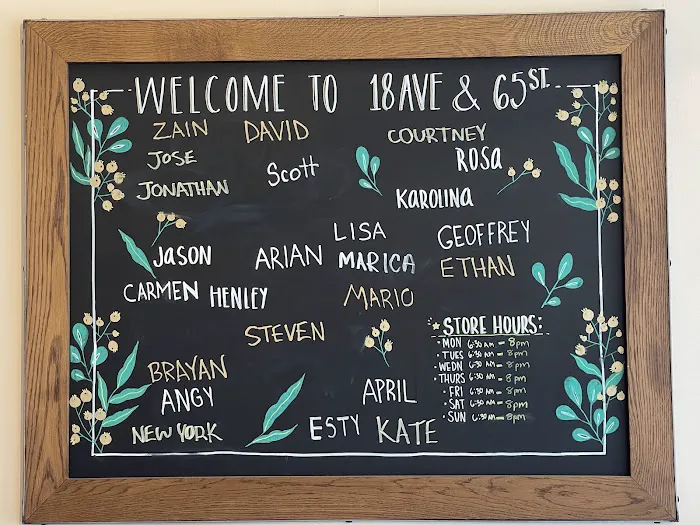 WELCOME TO 18AVE & 65ST.
ZAIN DAVID COURTNEY
JOSE Scott ROSA
JONATHAN KAROLINA
LISA GEOFFREY
JASON ARIAN MARICA ETHAN
CARMEN HENLEY MARIO
STEVEN
STORE HOURS:
MON 6:30 AM - 8pm
TUES 6:30 AM - 8pm
WEDN 6:30 AM - 8pm
THURS 6:30 AM - 8pm
FRI 6:30 AM - 8pm
SAT 6:30 AM - 8pm
SUN 6:30 AM - 8pm
BRAYAN
ANGY APRIL
NEW YORK ESTY KATE